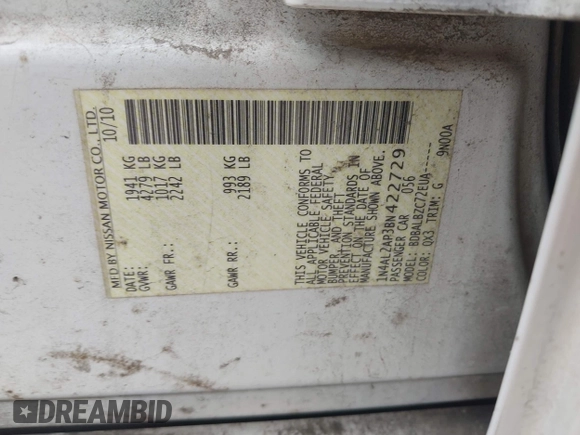 MFD BY NISSAN MOTOR CO., LTD.
10/10
GVWR: 1941 KG
4279 LB
GAWR FR.: 1017 KG
2242 LB
GAWR RR.: 993 KG
2189 LB
THIS VEHICLE CONFORMS TO
ALL APPLICABLE FEDERAL
MOTOR VEHICLE SAFETY,
BUMPER, AND THEFT
PREVENTION STANDARDS IN
EFFECT ON THE DAT OF
MANUFACTURE SHOWN ABOVE.
1N4AL2AP3BN422729
PASSENGER CAR U56
MODEL: BDBALBZC72EUA-----
COLOR: QX3 TRIM: G 9N00A
DREAMBID